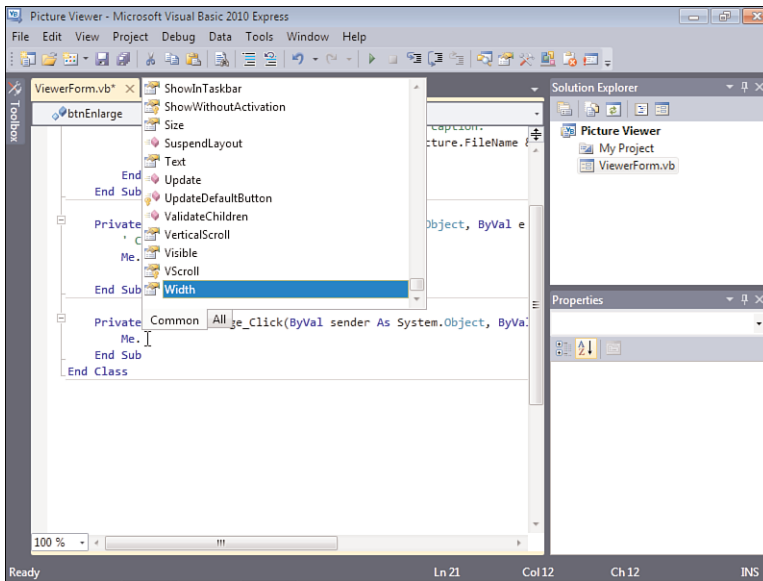 Picture Viewer - Microsoft Visual Basic 2010 Express
File Edit View Project Debug Data Tools Window Help
Toolbox
ViewerForm.vb*
btnEnlarge
ShowInTaskbar
ShowWithoutActivation
Size
SuspendLayout
Text
Update
UpdateDefaultButton
ValidateChildren
VerticalScroll
Visible
VScroll
Width
Common All
caption.
cture.FileName &
End
End Sub
Private Object, ByVal e
' C
Me.
End Sub
Private ge_Click(ByVal sender As System.Object, ByVa
Me.
End Sub
End Class
100 %
Solution Explorer
Picture Viewer
My Project
ViewerForm.vb
Properties
Ready Ln 21 Col 12 Ch 12 INS